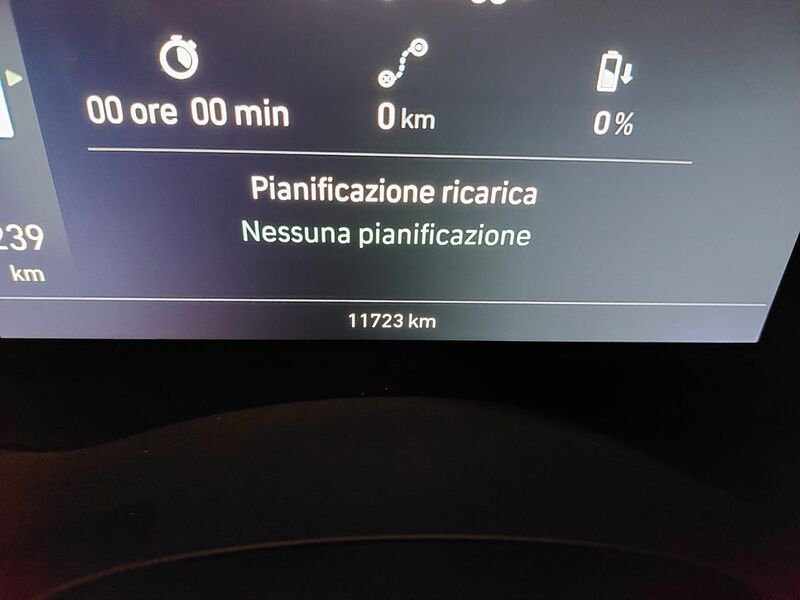 00 ore 00 min
0 km
0 %
Pianificazione ricarica
Nessuna pianificazione
239
km
11723 km